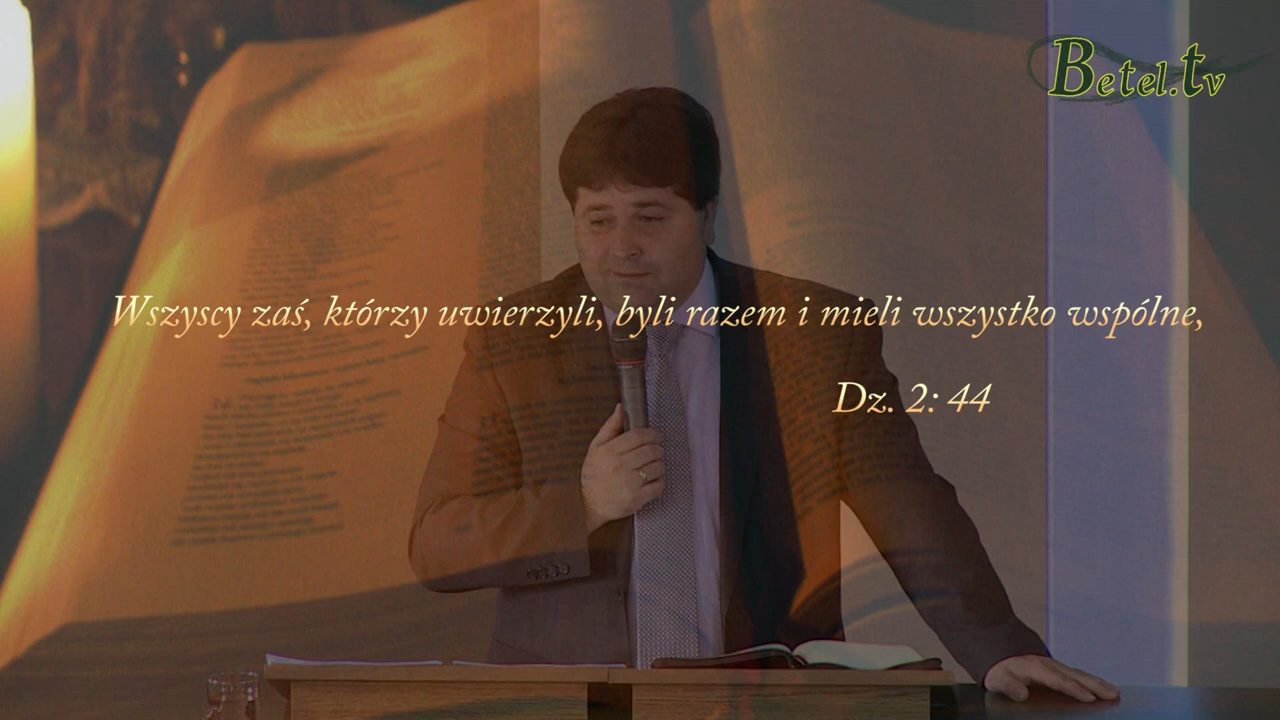 Betel.tv
Wszyscy zaś, którzy uwierzyli, byli razem i mieli wszystko wspólne,
Dz. 2: 44